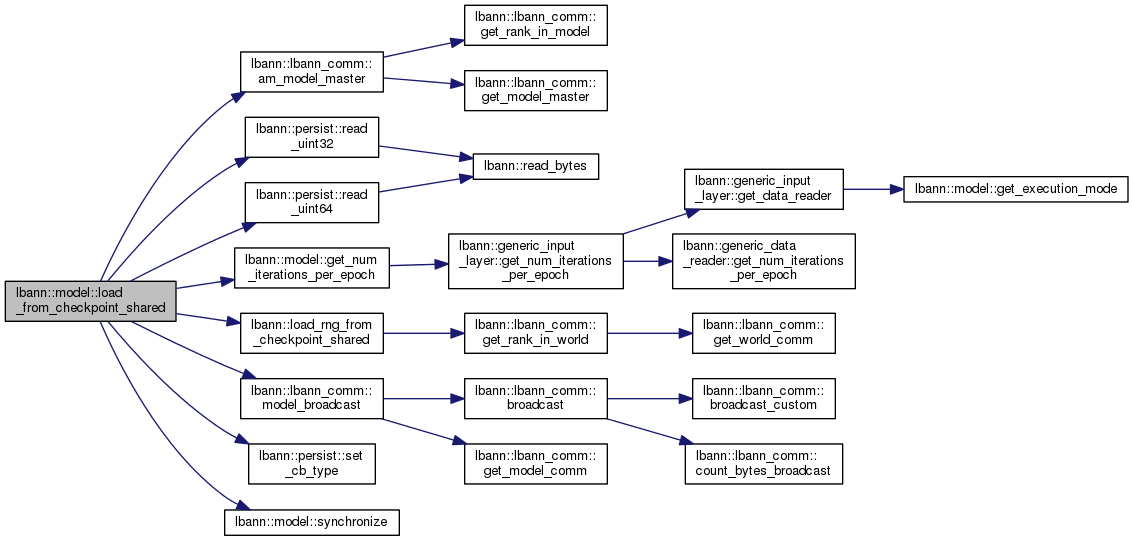 lbann::model::load
_from_checkpoint_shared
lbann::lbann_comm::
am_model_master
lbann::lbann_comm::
get_rank_in_model
lbann::lbann_comm::
get_model_master
lbann::persist::read
_uint32
lbann::persist::read
_uint64
lbann::read_bytes
lbann::model::get_num
_iterations_per_epoch
lbann::generic_input
_layer::get_num_iterations
_per_epoch
lbann::generic_input
_layer::get_data_reader
lbann::model::get_execution_mode
lbann::generic_data
_reader::get_num_iterations
_per_epoch
lbann::load_rng_from
_checkpoint_shared
lbann::lbann_comm::
get_rank_in_world
lbann::lbann_comm::
get_world_comm
lbann::lbann_comm::
model_broadcast
lbann::lbann_comm::
broadcast
lbann::lbann_comm::
broadcast_custom
lbann::lbann_comm::
count_bytes_broadcast
lbann::lbann_comm::
get_model_comm
lbann::persist::set
_cb_type
lbann::model::synchronize